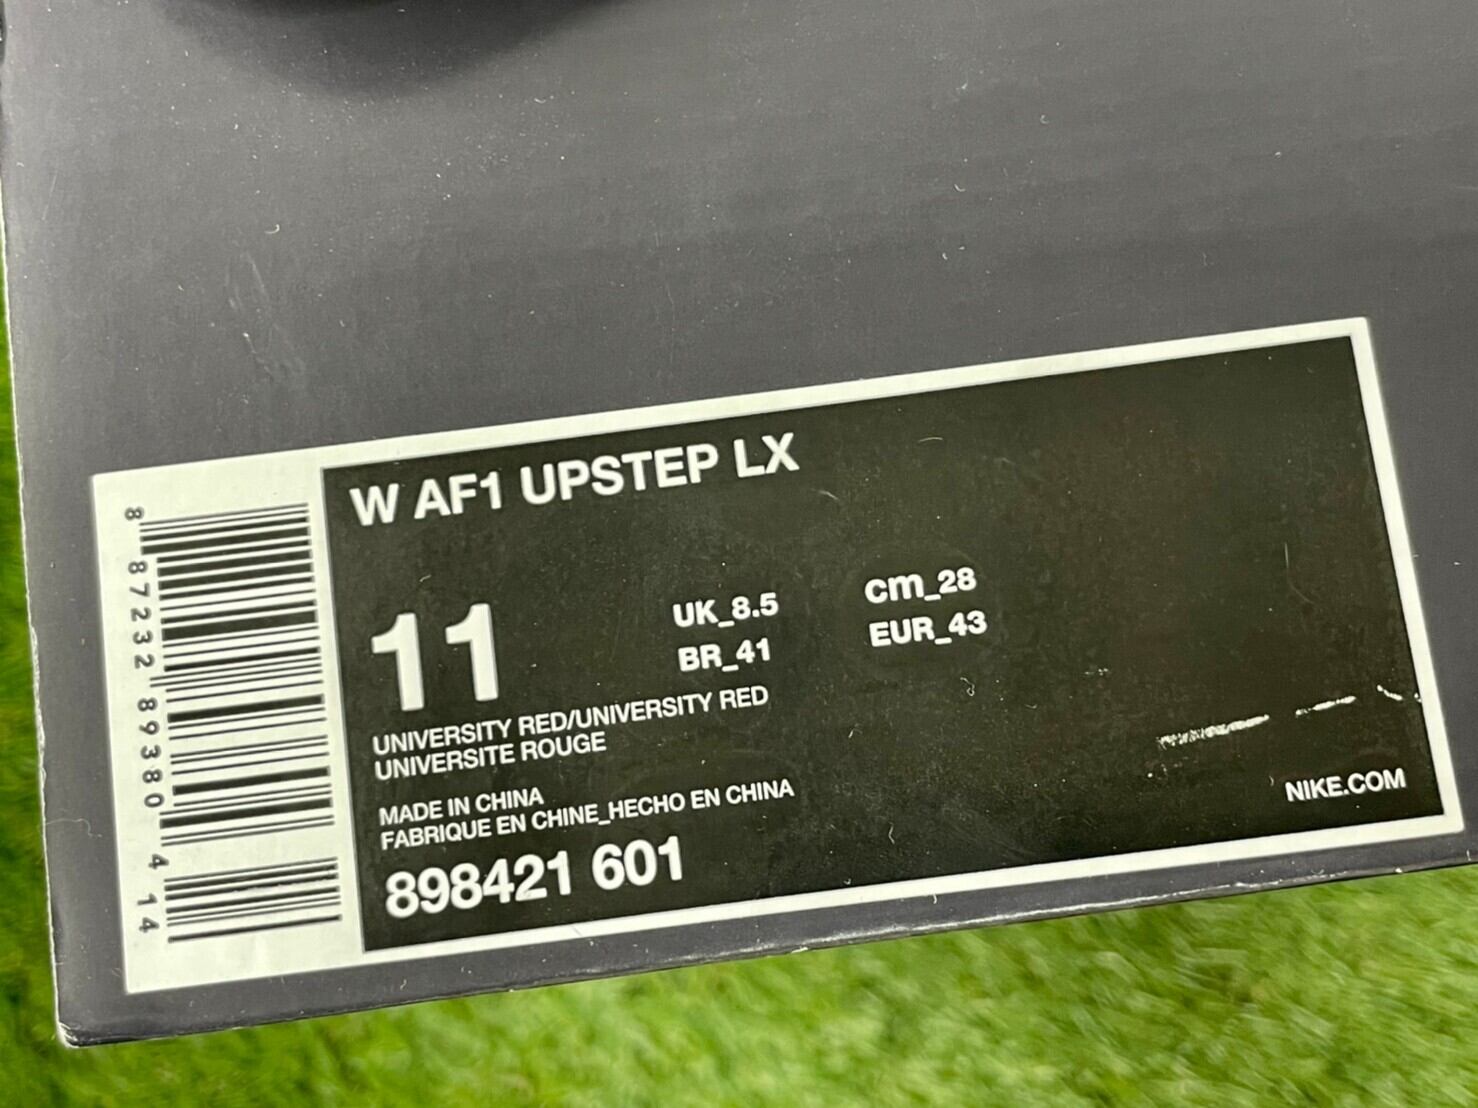 W AF1 UPSTEP LX
11
UK_8.5 cm_28
BR_41 EUR_43
UNIVERSITY RED/UNIVERSITY RED
UNIVERSITE ROUGE
MADE IN CHINA
FABRIQUE EN CHINE_HECHO EN CHINA
898421 601
NIKE.COM
8 87232 89380 4 14